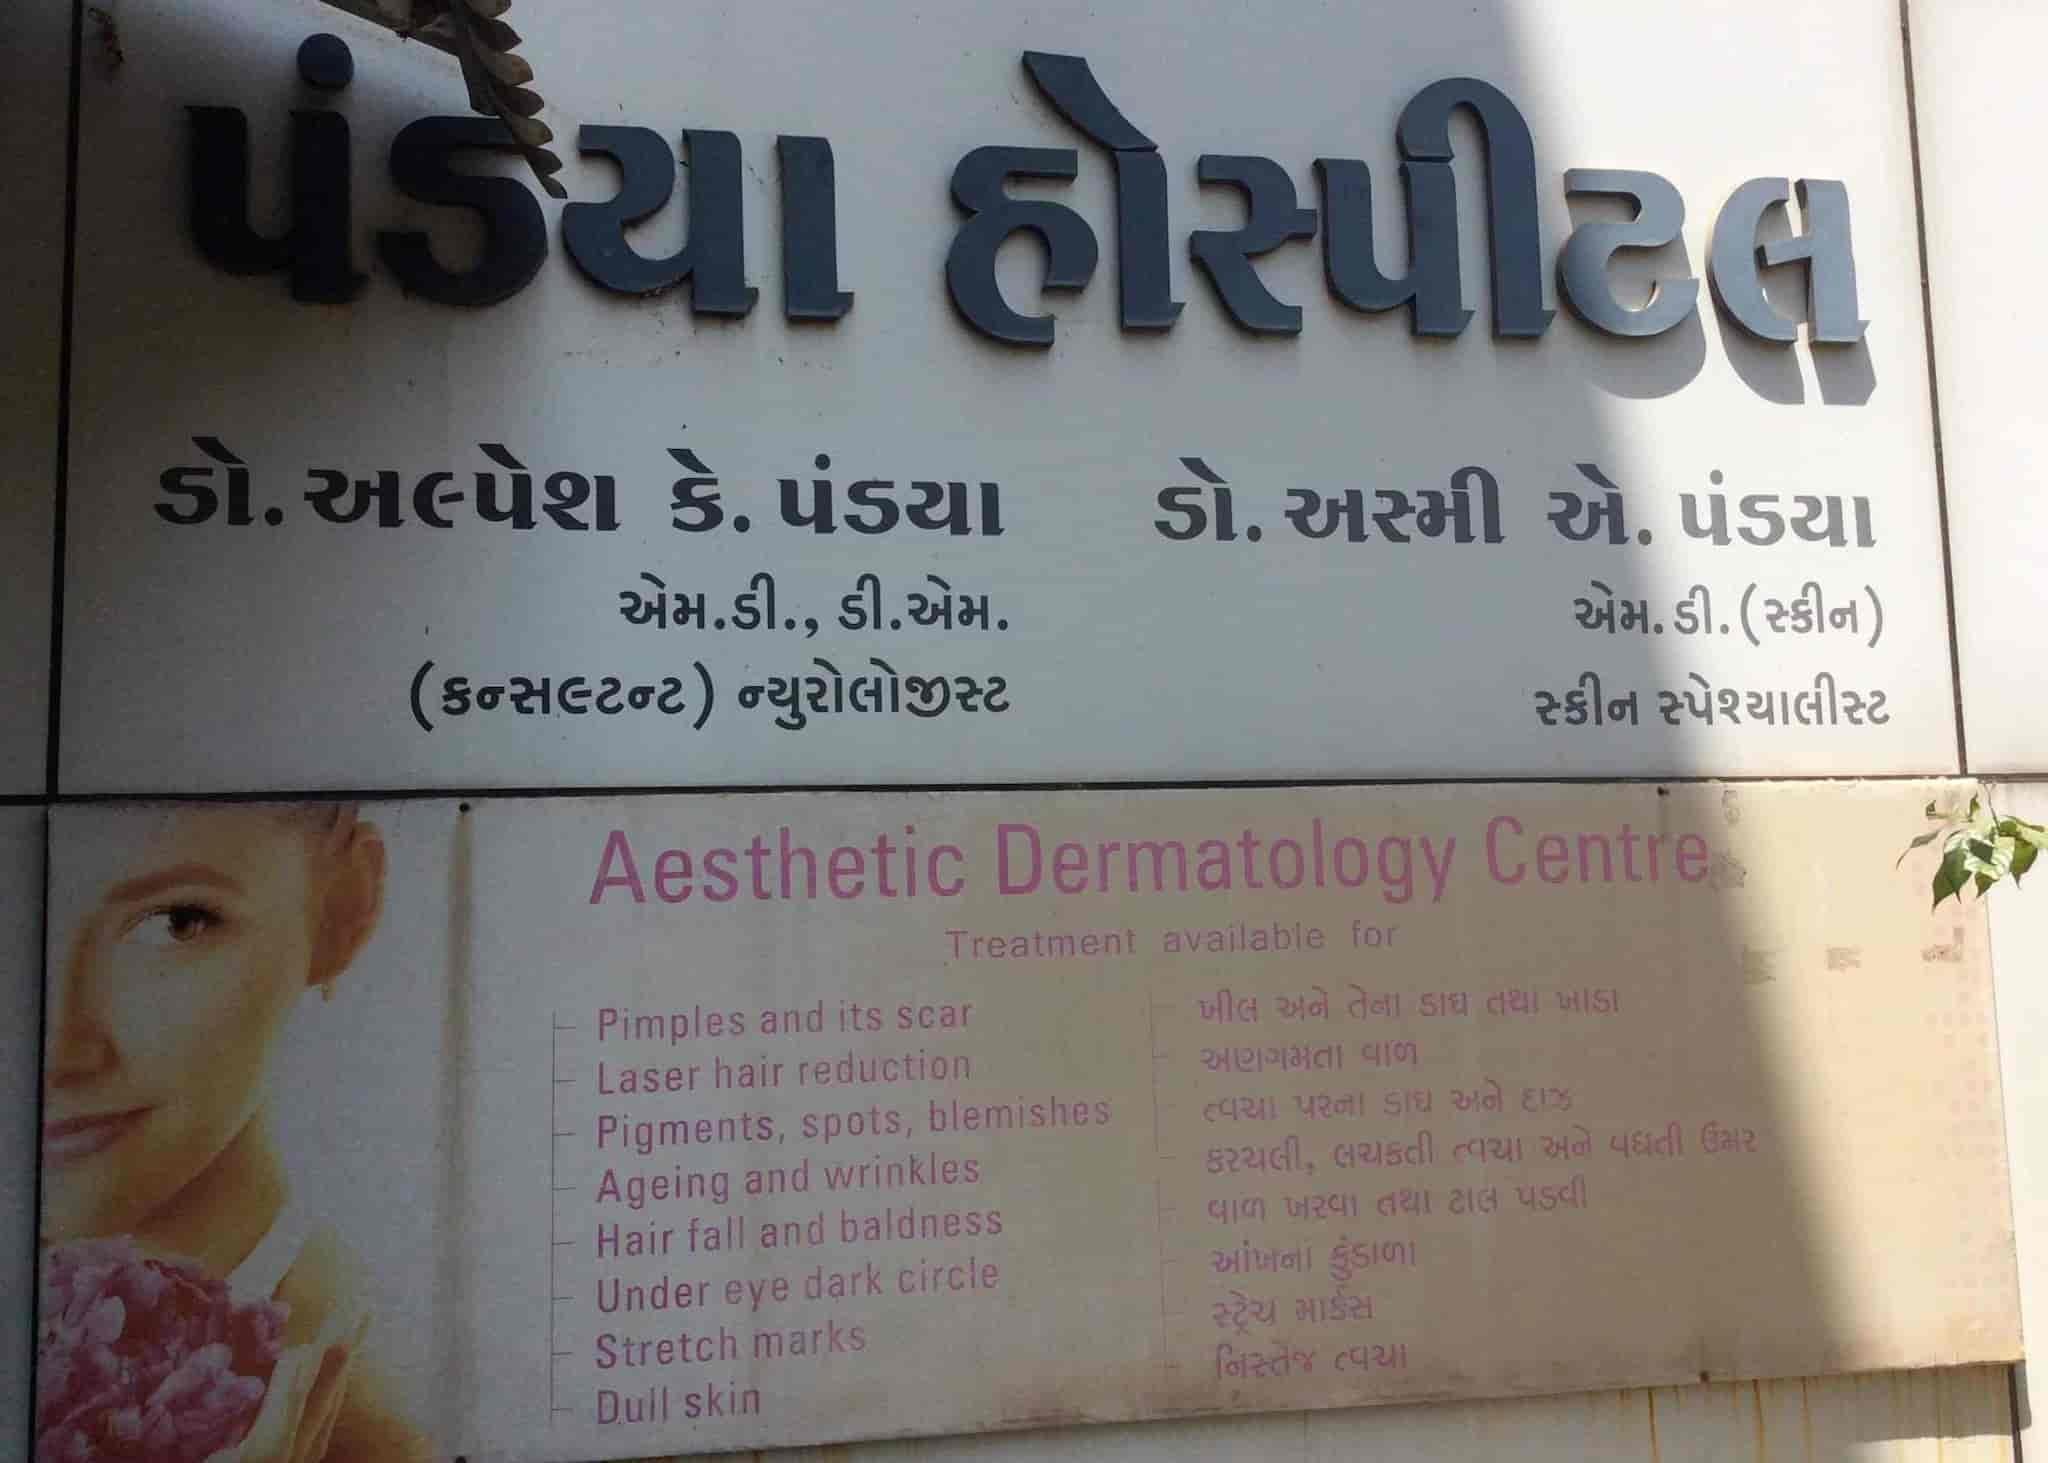 પંડ્યા હોસ્પીટલ
ડો. અલ્પેશ કે. પંડયા
એમ.ડી., ડી.એમ.
(કન્સલ્ટન્ટ) ન્યુરોલોજીસ્ટ
ડો. અસ્મી એ. પંડયા
એમ.ડી. (સ્કીન)
સ્કીન સ્પેશ્યાલીસ્ટ
Aesthetic Dermatology Centre
Treatment available for
Pimples and its scar
Laser hair reduction
Pigments, spots, blemishes
Ageing and wrinkles
Hair fall and baldness
Under eye dark circle
Stretch marks
Dull skin
ખીલ અને તેના ડાઘ તથા ખાડા
અણગમતા વાળ
ત્વચા પરના ડાઘ અને દાઝ
કરચલી, લચકતી ત્વચા અને વધતી ઉંમર
વાળ ખરવા તથા ટાલ પડવી
આંખના કુંડાળા
સ્ટ્રેચ માર્કસ
નિસ્તેજ ત્વચા